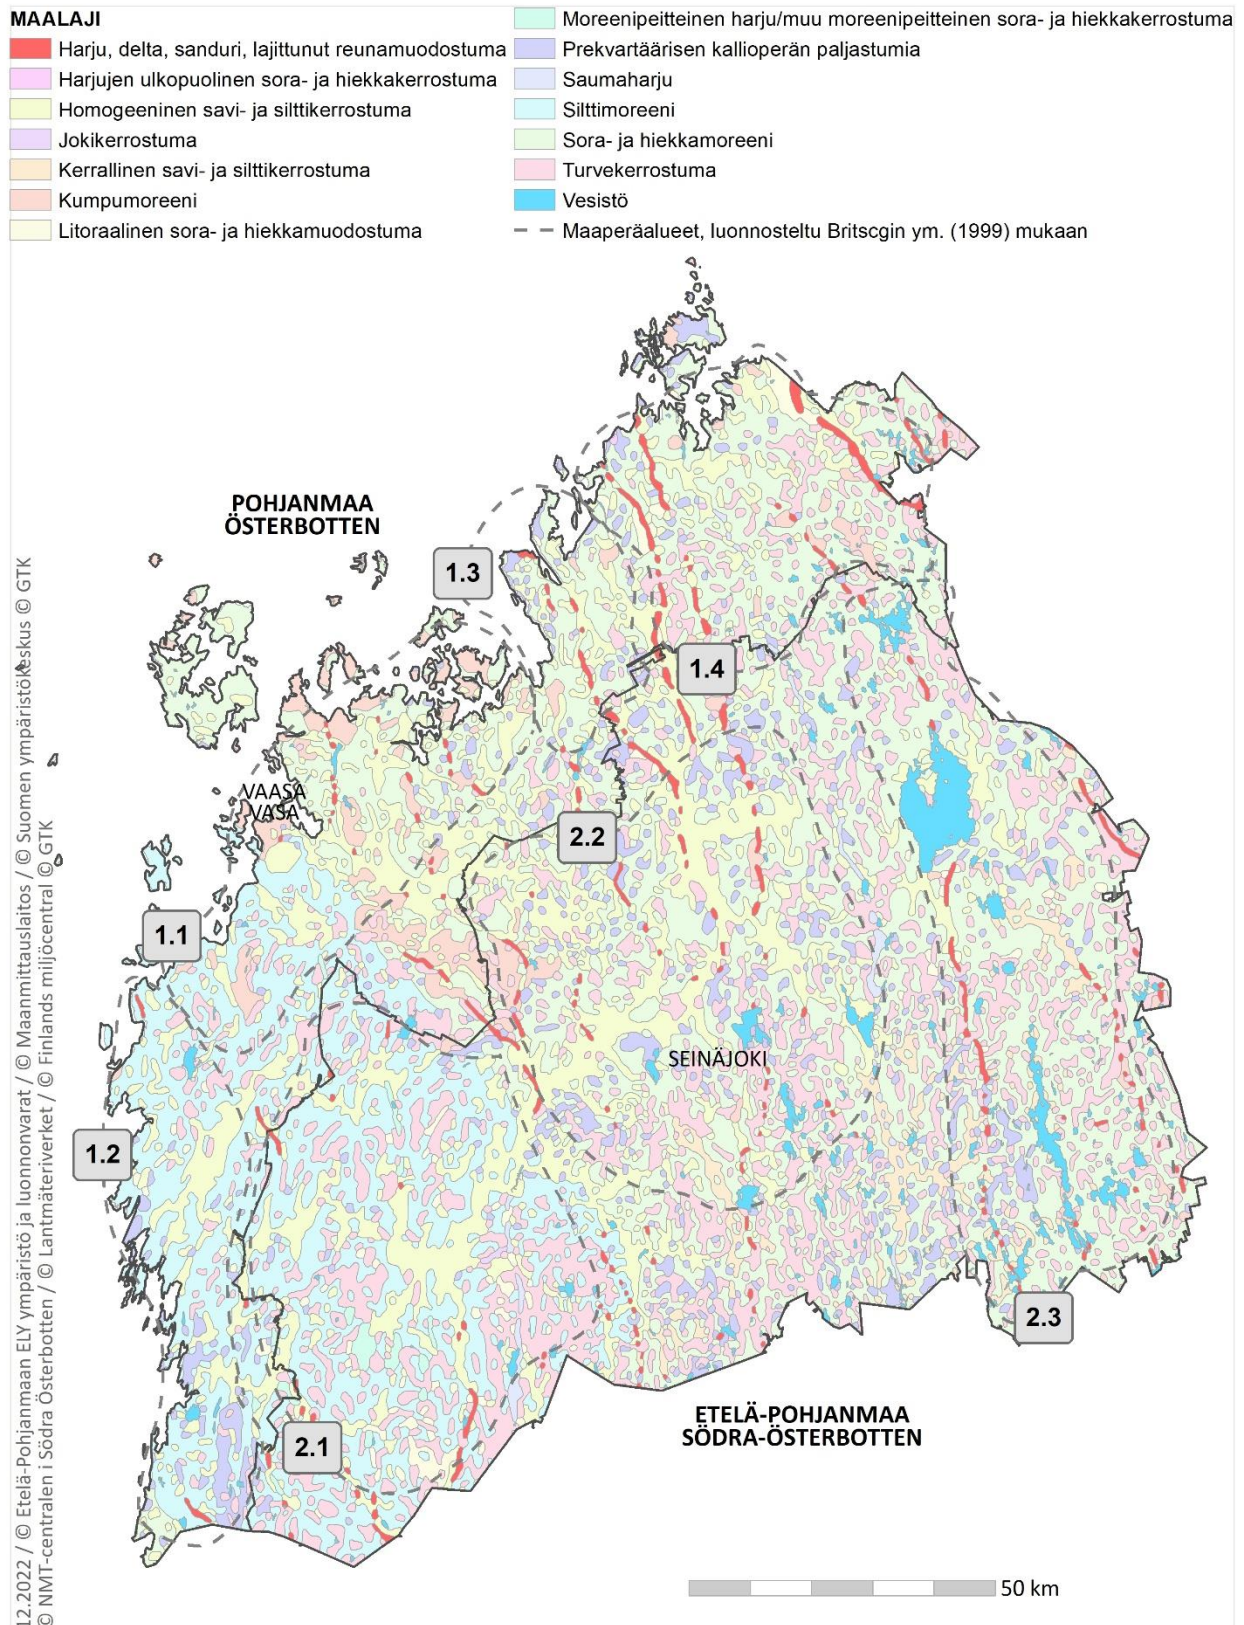 MAALAJI
Harju, delta, sanduri, lajittunut reunamuodostuma
Harjujen ulkopuolinen sora- ja hiekkakerrostuma
Homogeeninen savi- ja silttikerrostuma
Jokikerrostuma
Kerrallinen savi- ja silttikerrostuma
Kumpumoreeni
Litoraalinen sora- ja hiekkamuodostuma
Moreenipeitteinen harju/muu moreenipeitteinen sora- ja hiekkakerrostuma
Prekvartäärisen kallioperän paljastumia
Saumaharju
Silttimoreeni
Sora- ja hiekkamoreeni
Turvekerrostuma
Vesistö
Maaperäalueet, luonnosteltu Britscgin ym. (1999) mukaan
POHJANMAA
ÖSTERBOTTEN
1.3
1.4
VAASA
VASA
2.2
1.1
SEINÄJOKI
1.2
2.3
ETELÄ-POHJANMAA
SÖDRA-ÖSTERBOTTEN
2.1
50 km
12.2022 / © Etelä-Pohjanmaan ELY ympäristö ja luonnonvarat / © Maanmittauslaitos / © Suomen ympäristökeskus © GTK
© NMT-centralen i Södra Österbotten / © Lantmäteriverket / © Finlands miljöcentral © GTK